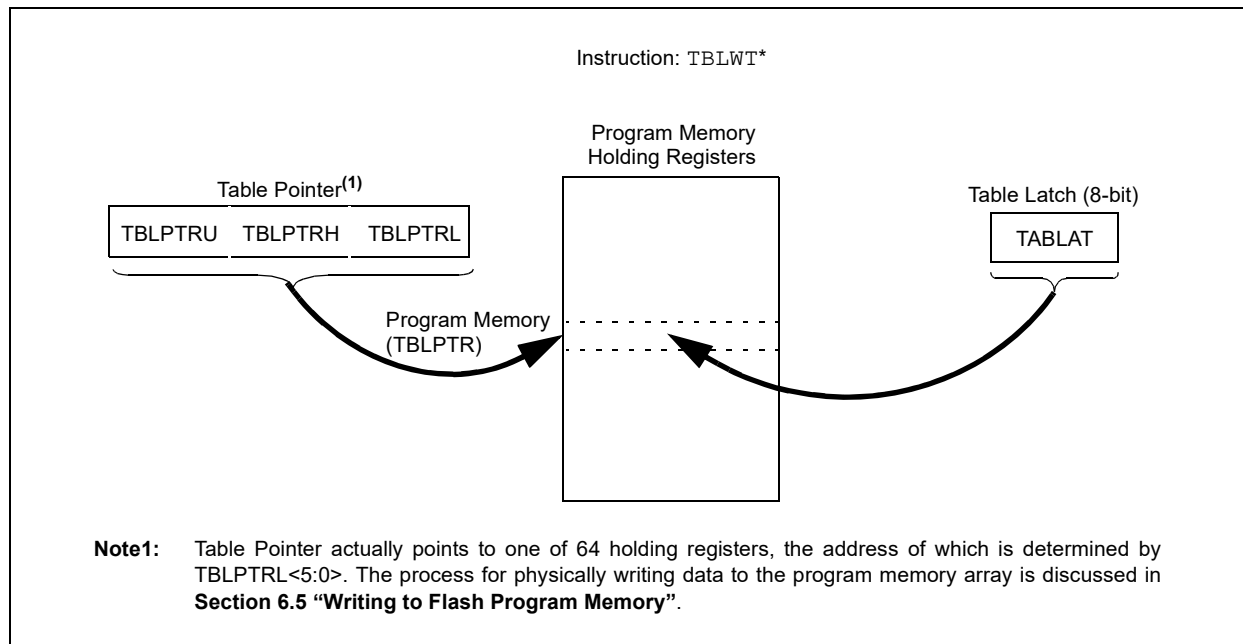 Instruction: TBLWT*
Program Memory
Holding Registers
Table Pointer(1)
Table Latch (8-bit)
TBLPTRU TBLPTRH TBLPTRL
TABLAT
Program Memory
(TBLPTR)
Note1: Table Pointer actually points to one of 64 holding registers, the address of which is determined by
TBLPTRL<5:0>. The process for physically writing data to the program memory array is discussed in
Section 6.5 “Writing to Flash Program Memory”.